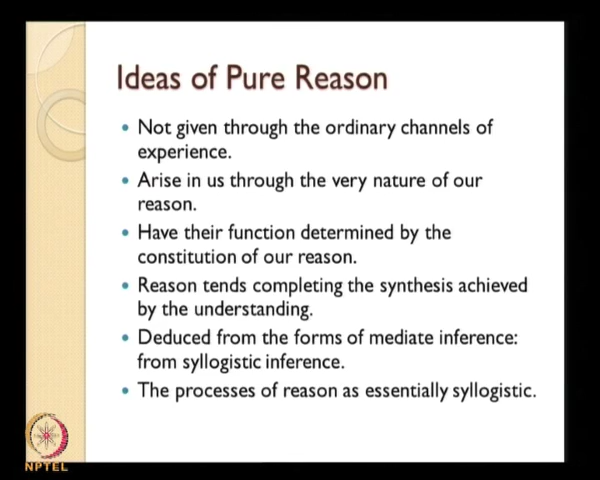 Ideas of Pure Reason
• Not given through the ordinary channels of
experience.
• Arise in us through the very nature of our
reason.
• Have their function determined by the
constitution of our reason.
• Reason tends completing the synthesis achieved
by the understanding.
• Deduced from the forms of mediate inference:
from syllogistic inference.
• The processes of reason as essentially syllogistic.
NPTEL